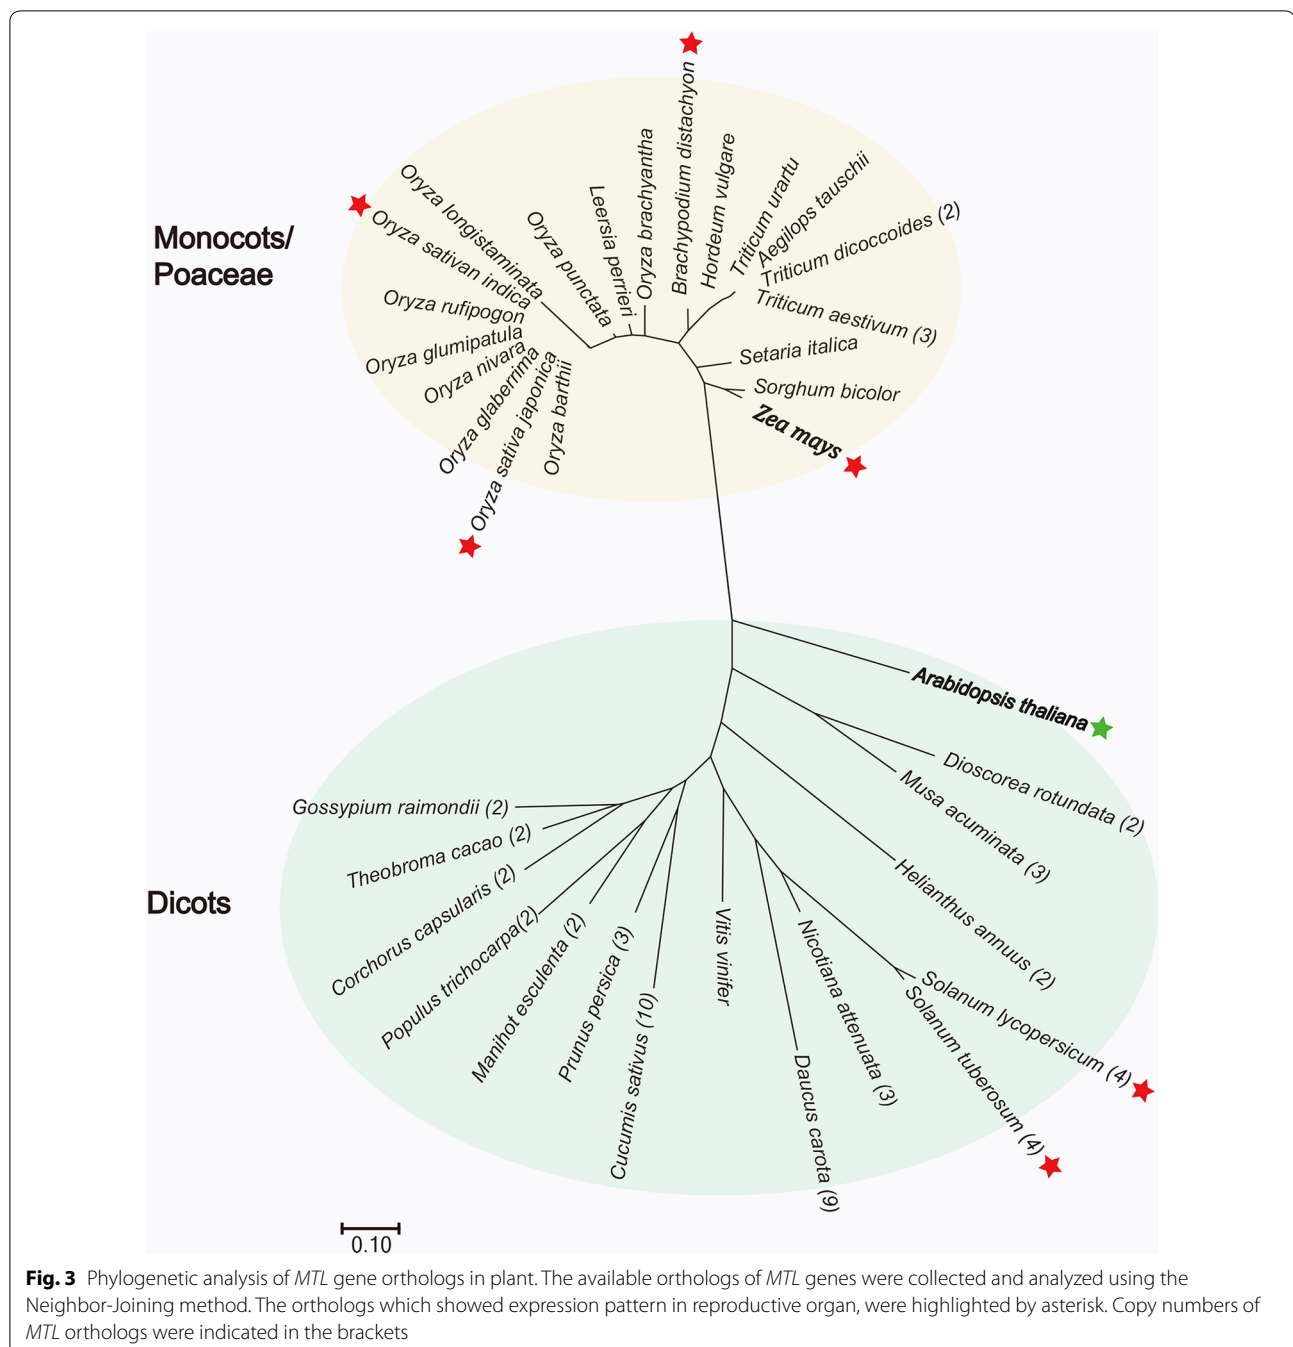 Monocots/
Poaceae
Oryza longistaminata
Oryza sativan indica
Oryza rufipogon
Oryza glumipatula
Oryza nivara
Oryza glaberrima
Oryza sativa japonica
Oryza barthii
Oryza punctata
Leersia perrieri
Oryza brachyantha
Brachypodium distachyon
Hordeum vulgare
Triticum urartu
Aegilops tauschii
Triticum dicoccoides (2)
Triticum aestivum (3)
Setaria italica
Sorghum bicolor
Zea mays
Dicots
Arabidopsis thaliana
Dioscorea rotundata (2)
Musa acuminata (3)
Helianthus annuus (2)
Solanum lycopersicum (4)
Solanum tuberosum (4)
Nicotiana attenuata (3)
Daucus carota (9)
Vitis vinifer
Cucumis sativus (10)
Prunus persica (3)
Manihot esculenta (2)
Populus trichocarpa(2)
Corchorus capsularis (2)
Theobroma cacao (2)
Gossypium raimondii (2)
0.10
Fig. 3 Phylogenetic analysis of MTL gene orthologs in plant. The available orthologs of MTL genes were collected and analyzed using the
Neighbor-Joining method. The orthologs which showed expression pattern in reproductive organ, were highlighted by asterisk. Copy numbers of
MTL orthologs were indicated in the brackets